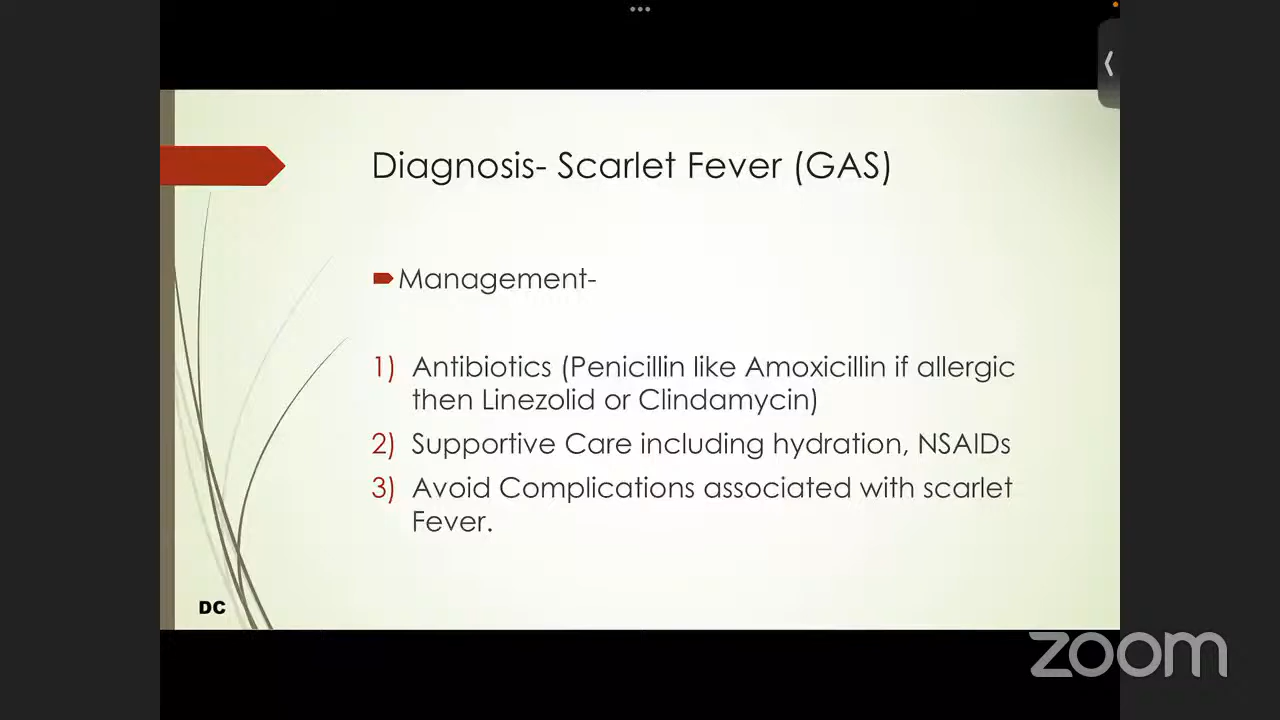 Diagnosis- Scarlet Fever (GAS)
Management-
1) Antibiotics (Penicillin like Amoxicillin if allergic
then Linezolid or Clindamycin)
2) Supportive Care including hydration, NSAIDs
3) Avoid Complications associated with scarlet
Fever.
DC
zoom